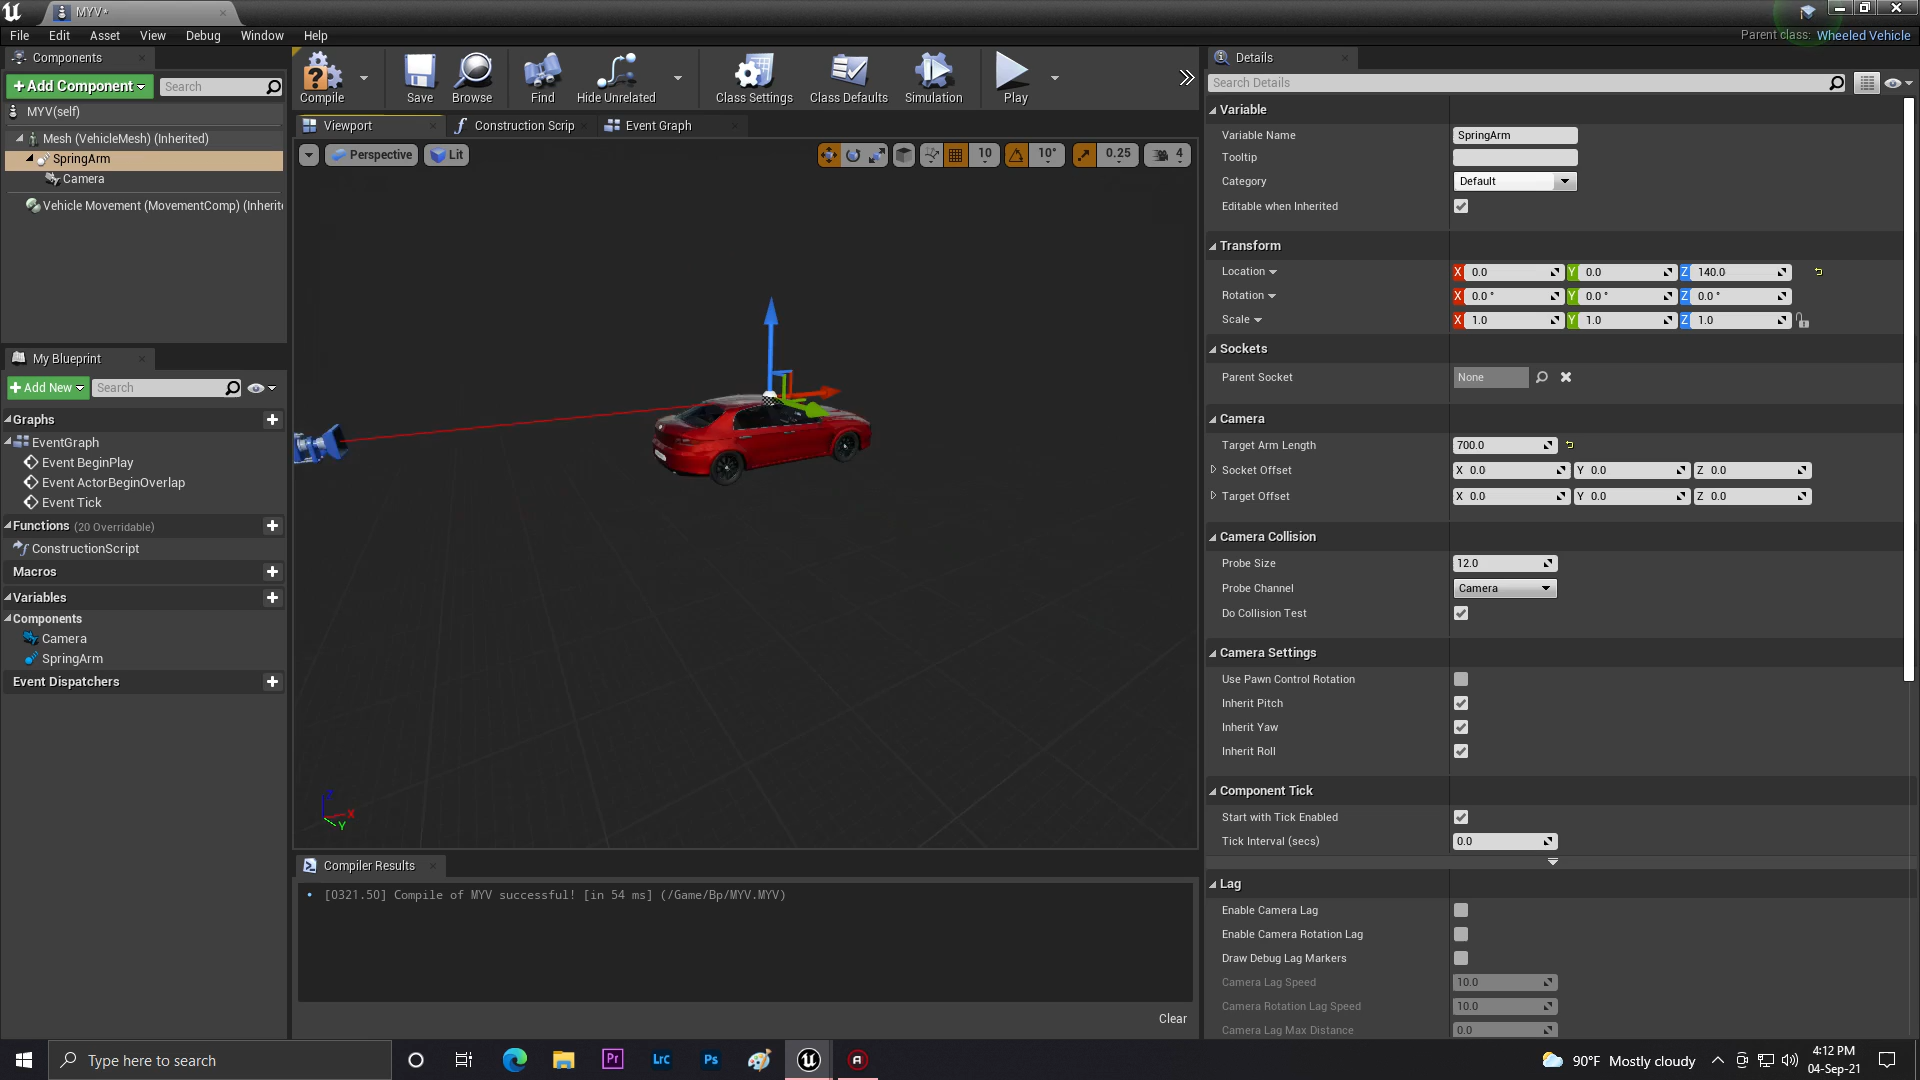 MYV*
File Edit Asset View Debug Window Help
Parent class: Wheeled Vehicle
Components
+Add Component
Search
MYV(self)
Mesh (VehicleMesh) (Inherited)
SpringArm
Camera
Vehicle Movement (MovementComp) (Inherite
My Blueprint
+Add New
Search
Graphs
EventGraph
Event BeginPlay
Event ActorBeginOverlap
Event Tick
Functions (20 Overridable)
ConstructionScript
Macros
Variables
Components
Camera
SpringArm
Event Dispatchers
Compile
Save
Browse
Find
Hide Unrelated
Class Settings
Class Defaults
Simulation
Play
Viewport
Construction Scrip
Event Graph
Perspective
Lit
10
10°
0.25
4
Z
X
Y
Compiler Results
[0321.50] Compile of MYV successful! [in 54 ms] (/Game/Bp/MYV.MYV)
Clear
Details
Search Details
Variable
Variable Name SpringArm
Tooltip
Category Default
Editable when Inherited
Transform
Location X 0.0 Y 0.0 Z 140.0
Rotation X 0.0 ° Y 0.0 ° Z 0.0 °
Scale X 1.0 Y 1.0 Z 1.0
Sockets
Parent Socket None
Camera
Target Arm Length 700.0
Socket Offset X 0.0 Y 0.0 Z 0.0
Target Offset X 0.0 Y 0.0 Z 0.0
Camera Collision
Probe Size 12.0
Probe Channel Camera
Do Collision Test
Camera Settings
Use Pawn Control Rotation
Inherit Pitch
Inherit Yaw
Inherit Roll
Component Tick
Start with Tick Enabled
Tick Interval (secs) 0.0
Lag
Enable Camera Lag
Enable Camera Rotation Lag
Draw Debug Lag Markers
Camera Lag Speed 10.0
Camera Rotation Lag Speed 10.0
Camera Lag Max Distance 0.0
Type here to search
Pr
Lrc
Ps
90°F Mostly cloudy
4:12 PM
04-Sep-21